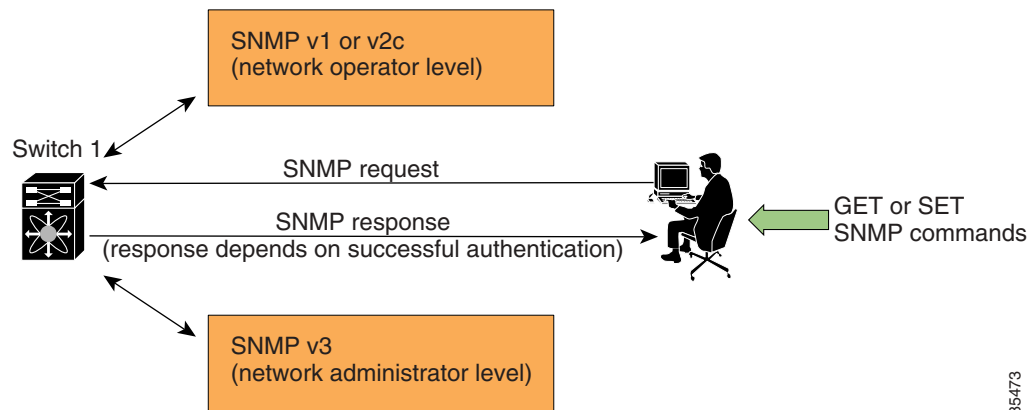 SNMP v1 or v2c
(network operator level)
Switch 1
SNMP request
SNMP response
(response depends on successful authentication)
GET or SET
SNMP commands
SNMP v3
(network administrator level)